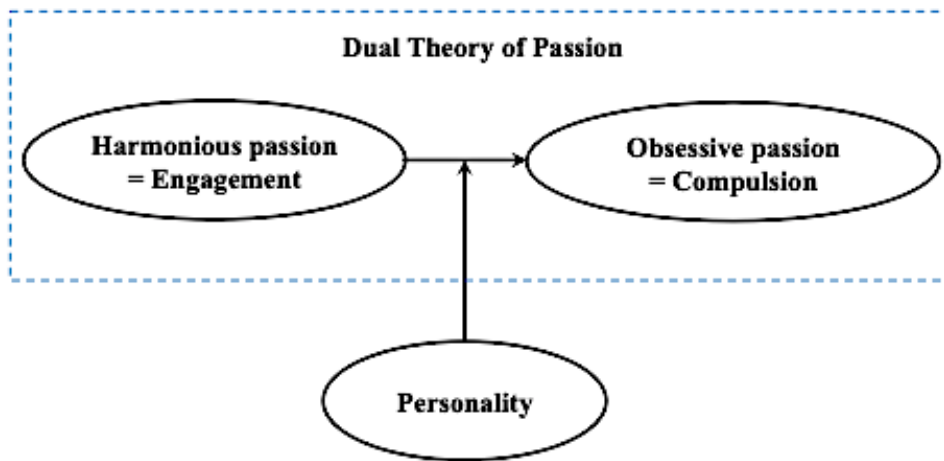 Dual Theory of Passion
Harmonious passion
= Engagement
Obsessive passion
= Compulsion
Personality